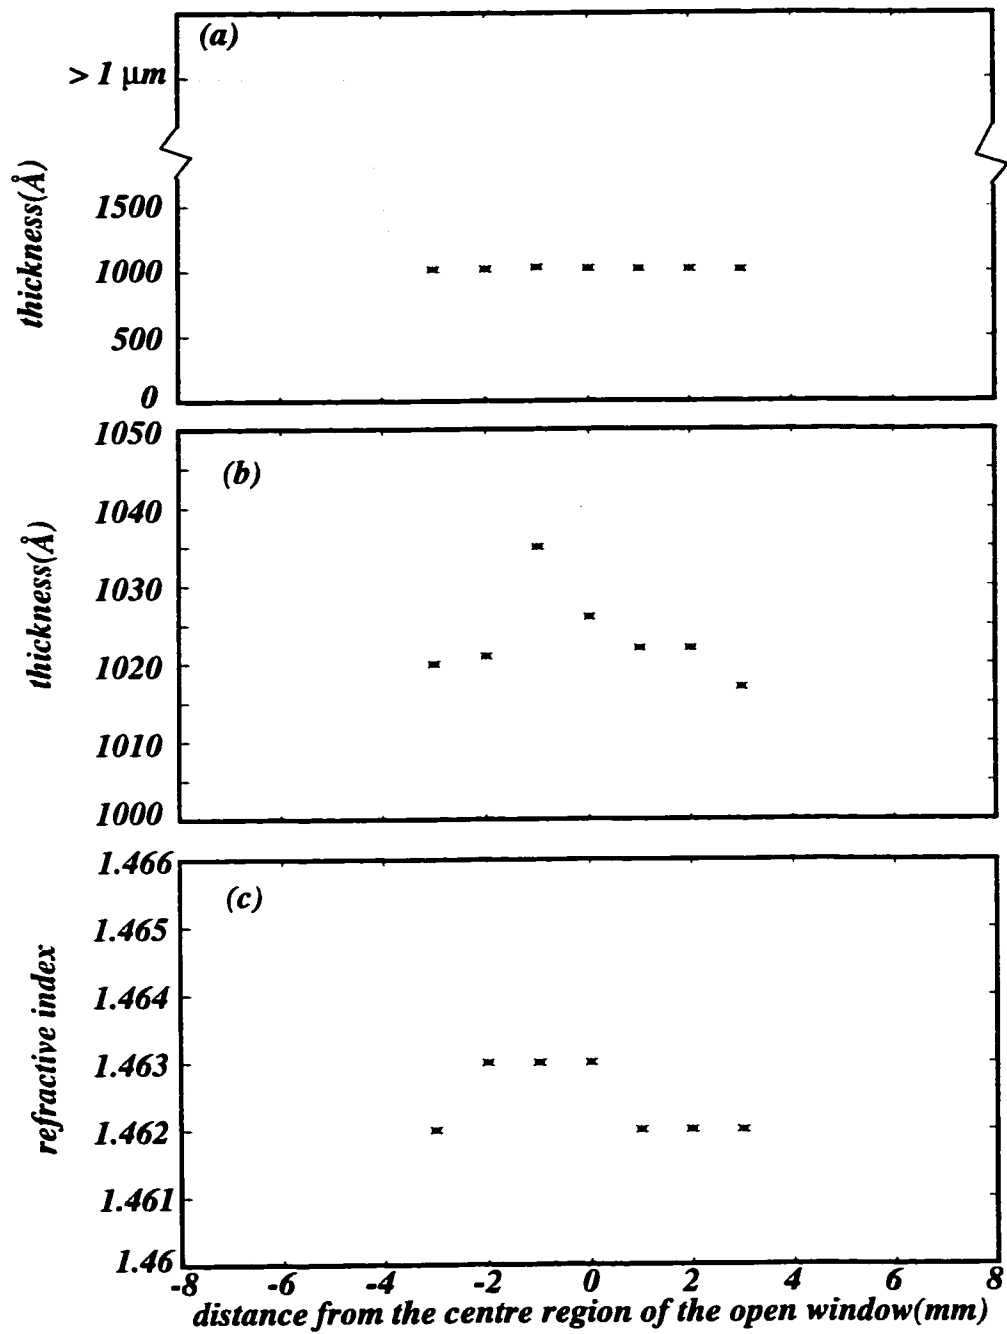 (a)
> 1 μm
1500
1000
500
0
thickness(Å)
(b)
1050
1040
1030
1020
1010
1000
thickness(Å)
(c)
1.466
1.465
1.464
1.463
1.462
1.461
1.46
refractive index
-8 -6 -4 -2 0 2 4 6 8
distance from the centre region of the open window(mm)